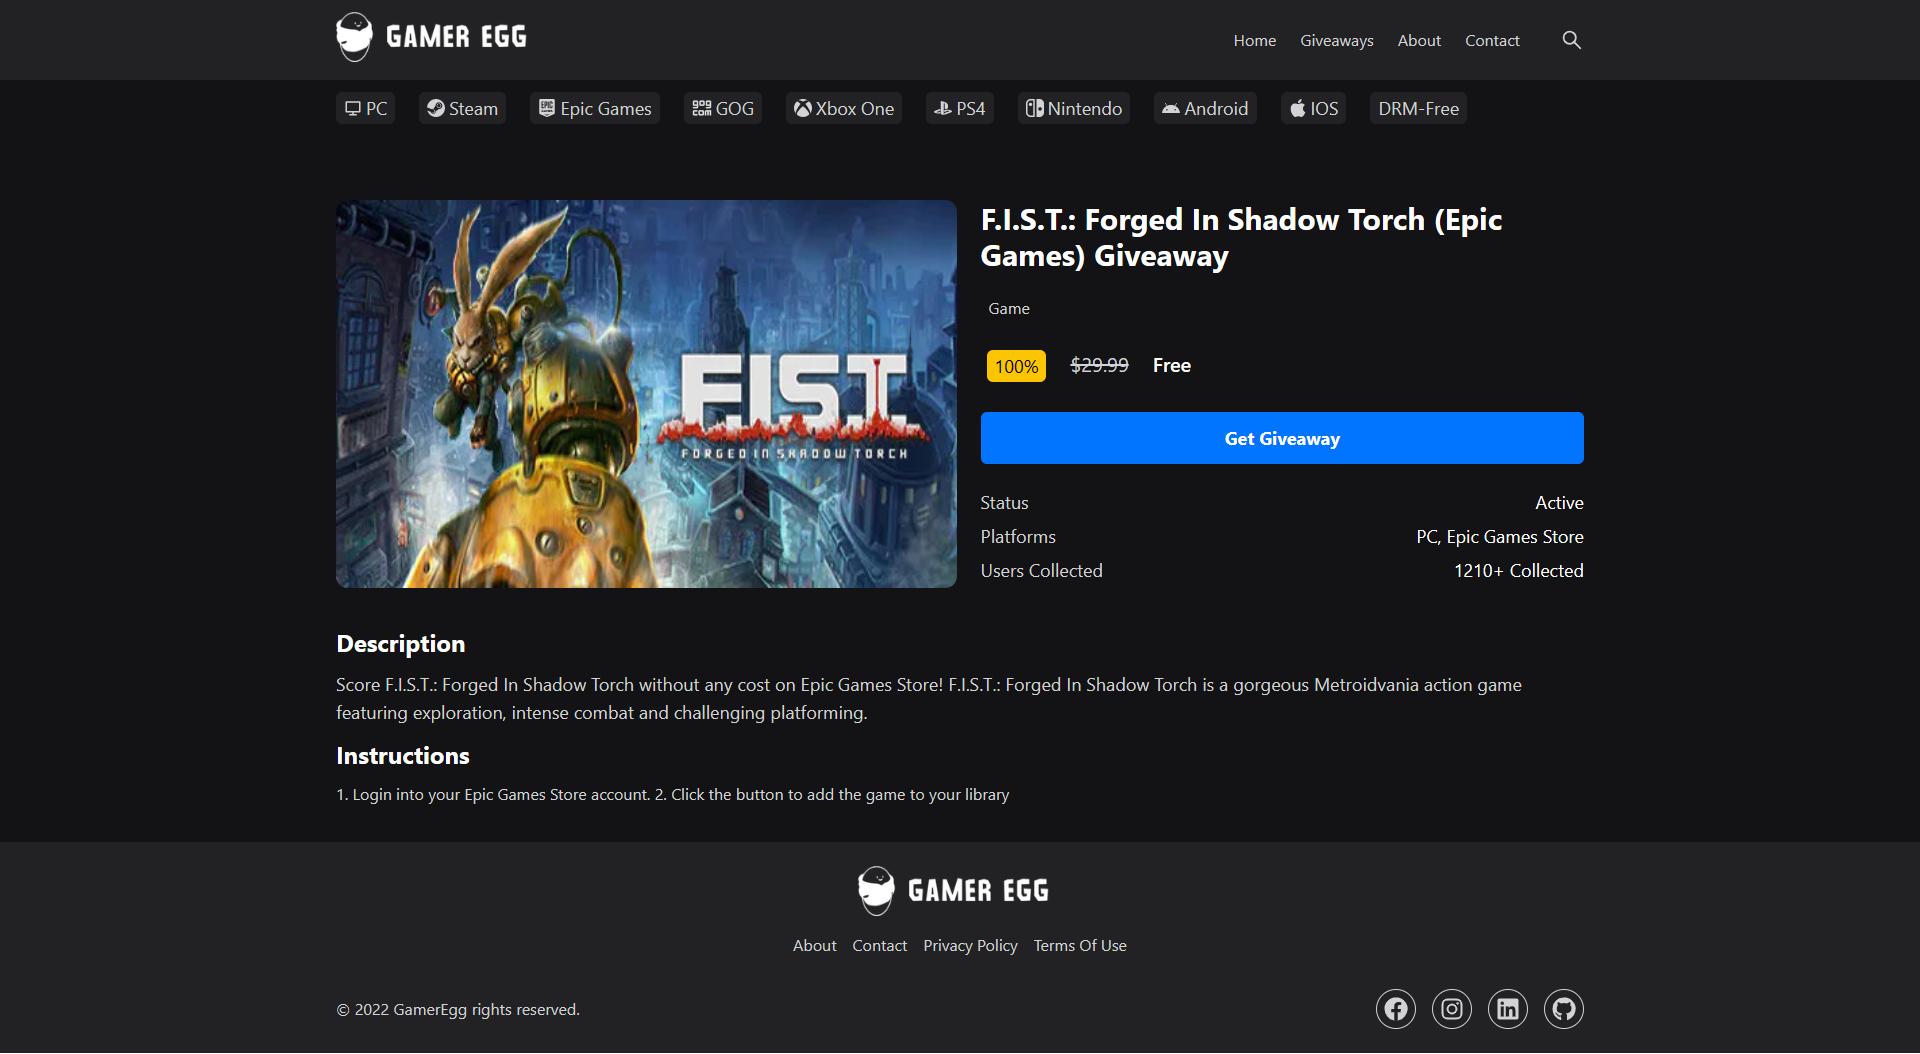 GAMER EGG
Home Giveaways About Contact
PC Steam EPIC Epic Games GOG COM GOG Xbox One PS4 Nintendo Android IOS DRM-Free
F.I.S.T.: Forged In Shadow Torch (Epic
Games) Giveaway
Game
100% $29.99 Free
Get Giveaway
F.I.S.T.
FORGED IN SHADOW TORCH
Status Active
Platforms PC, Epic Games Store
Users Collected 1210+ Collected
Description
Score F.I.S.T.: Forged In Shadow Torch without any cost on Epic Games Store! F.I.S.T.: Forged In Shadow Torch is a gorgeous Metroidvania action game
featuring exploration, intense combat and challenging platforming.
Instructions
1. Login into your Epic Games Store account. 2. Click the button to add the game to your library
GAMER EGG
About Contact Privacy Policy Terms Of Use
© 2022 GamerEgg rights reserved.